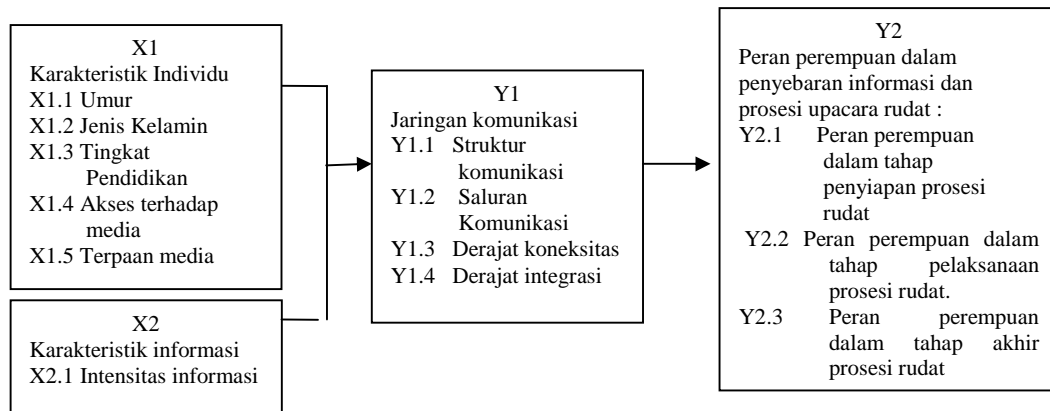 X1
Karakteristik Individu
X1.1 Umur
X1.2 Jenis Kelamin
X1.3 Tingkat
Pendidikan
X1.4 Akses terhadap
media
X1.5 Terpaan media
X2
Karakteristik informasi
X2.1 Intensitas informasi
Y1
Jaringan komunikasi
Y1.1 Struktur
komunikasi
Y1.2 Saluran
Komunikasi
Y1.3 Derajat koneksitas
Y1.4 Derajat integrasi
Y2
Peran perempuan dalam
penyebaran informasi dan
prosesi upacara rudat :
Y2.1 Peran perempuan
dalam tahap
penyiapan prosesi
rudat
Y2.2 Peran perempuan dalam
tahap pelaksanaan
prosesi rudat.
Y2.3 Peran perempuan
dalam tahap akhir
prosesi rudat